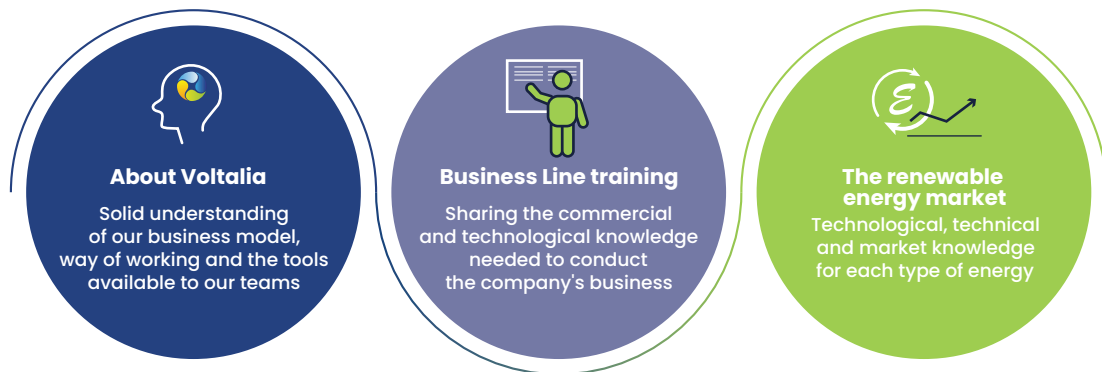 About Voltalia
Solid understanding
of our business model,
way of working and the tools
available to our teams
Business Line training
Sharing the commercial
and technological knowledge
needed to conduct
the company's business
ℰ
The renewable
energy market
Technological, technical
and market knowledge
for each type of energy